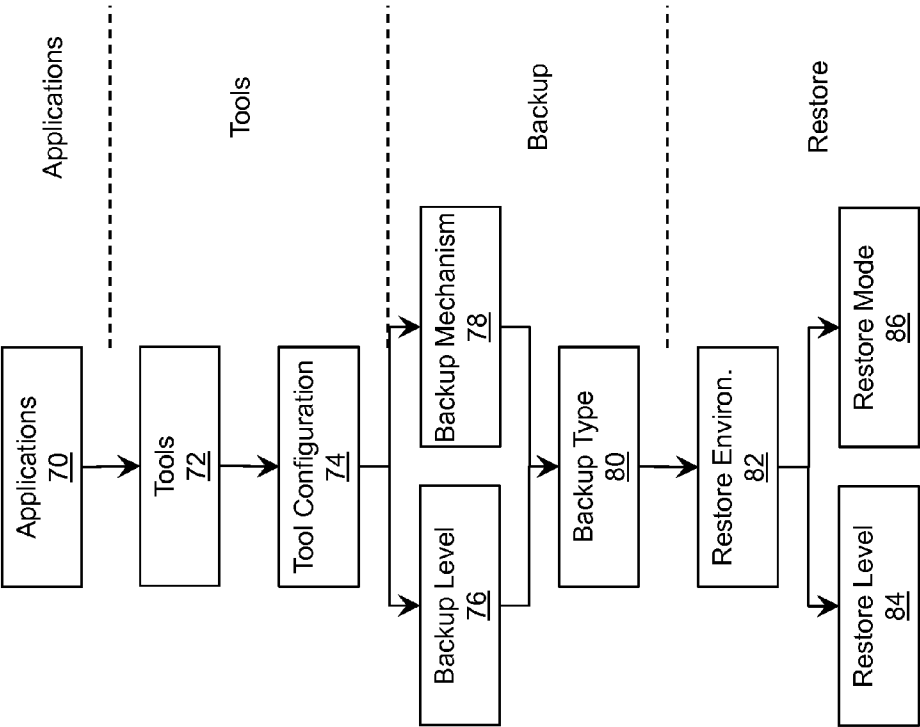 Applications
70
Applications
Tools
72
Tools
Tool Configuration
74
Backup Level
76
Backup Mechanism
78
Backup
Backup Type
80
Restore Environ.
82
Restore
Restore Level
84
Restore Mode
86